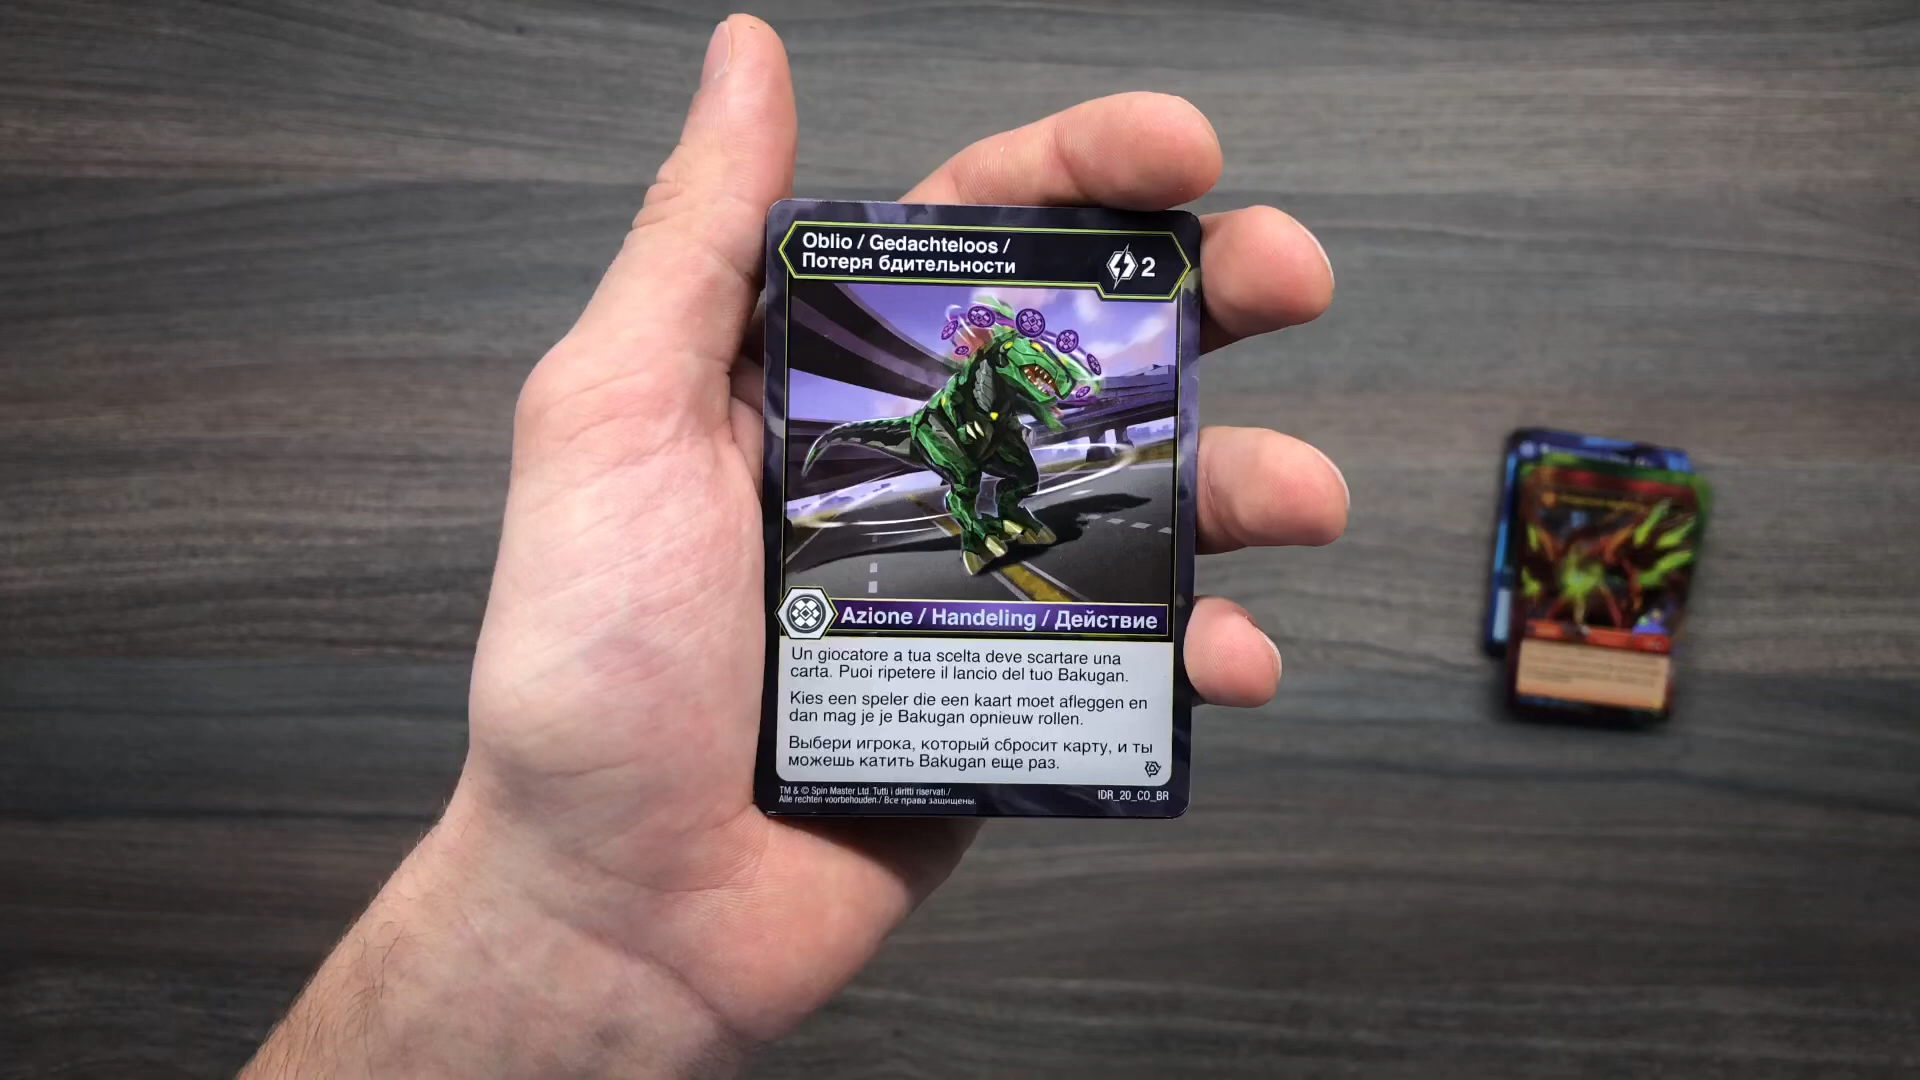 Oblio / Gedachteloos /
Потеря бдительности
2
Azione / Handeling / Действие
Un giocatore a tua scelta deve scartare una
carta. Puoi ripetere il lancio del tuo Bakugan.
Kies een speler die een kaart moet afleggen en
dan mag je je Bakugan opnieuw rollen.
Выбери игрока, который сбросит карту, и ты
можешь катить Bakugan еще раз.
TM & © Spin Master Ltd. Tutti i diritti riservati./
Alle rechten voorbehouden./ Все права защищены.
IDR_20_CO_BR